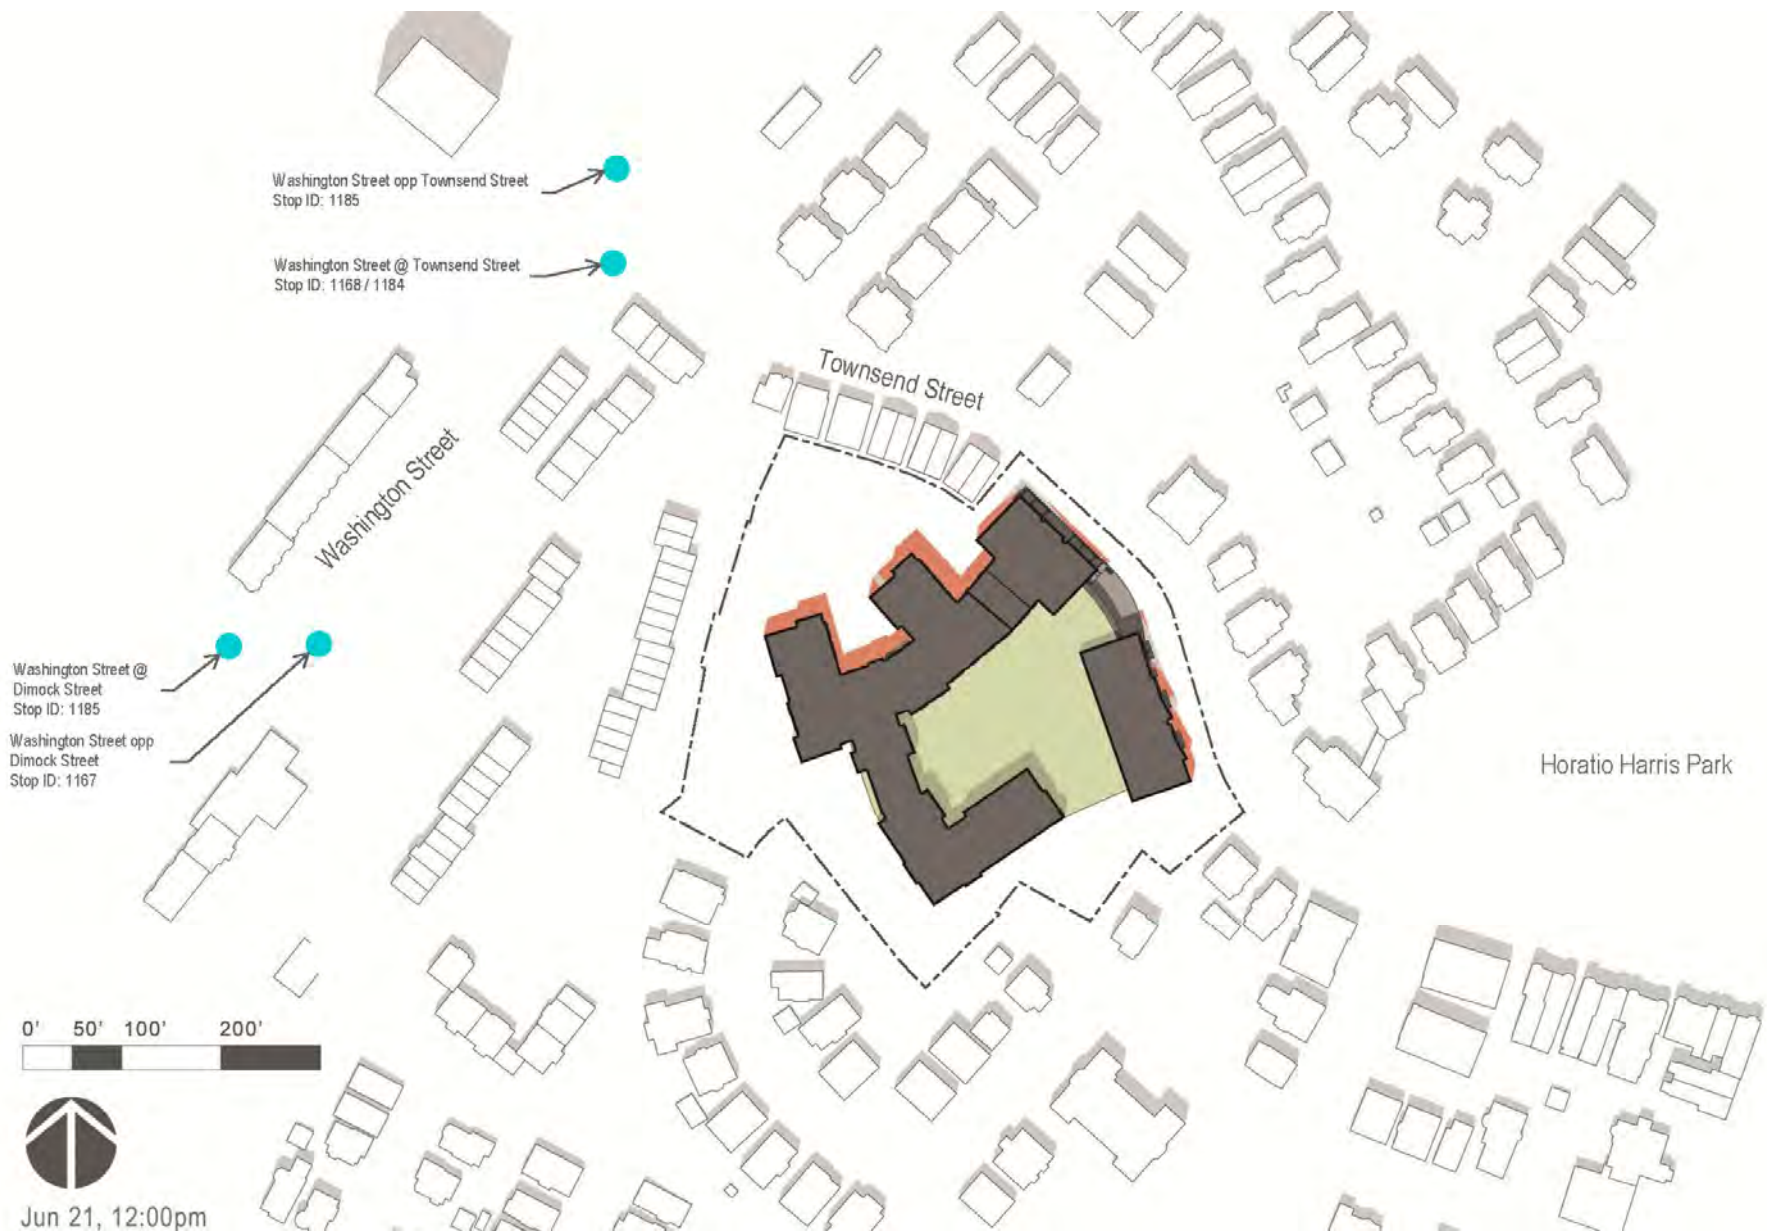 Washington Street opp Townsend Street
Stop ID: 1185
Washington Street @ Townsend Street
Stop ID: 1168 / 1184
Townsend Street
Washington Street
Washington Street @
Dimock Street
Stop ID: 1185
Washington Street opp
Dimock Street
Stop ID: 1167
Horatio Harris Park
0' 50' 100' 200'
Jun 21, 12:00pm